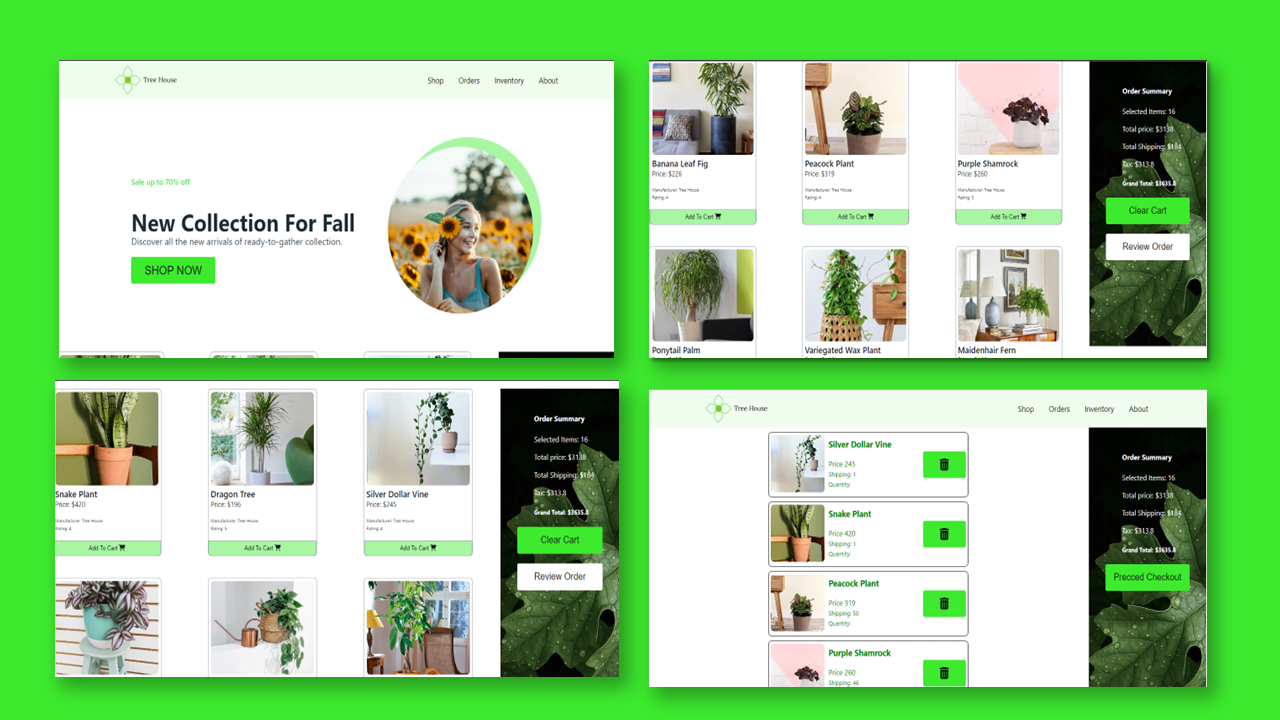 Tree House
Shop Orders Inventory About
Sale up to 70% off
New Collection For Fall
Discover all the new arrivals of ready-to-gather collection.
SHOP NOW
Banana Leaf Fig
Price: $226
Manufacturer: Tree House
Rating: 4
Add To Cart
Peacock Plant
Price: $319
Manufacturer: Tree House
Rating: 4
Add To Cart
Purple Shamrock
Price: $260
Manufacturer: Tree House
Rating: 5
Add To Cart
Ponytail Palm
Variegated Wax Plant
Maidenhair Fern
Order Summary
Selected Items: 16
Total price: $3138
Total Shipping: $184
Tax: $313.8
Grand Total: $3635.8
Clear Cart
Review Order
Snake Plant
Price: $420
Manufacturer: Tree House
Rating: 4
Add To Cart
Dragon Tree
Price: $196
Manufacturer: Tree House
Rating: 5
Add To Cart
Silver Dollar Vine
Price: $245
Manufacturer: Tree House
Rating: 4
Add To Cart
Order Summary
Selected Items: 16
Total price: $3138
Total Shipping: $184
Tax: $313.8
Grand Total: $3635.8
Clear Cart
Review Order
Tree House
Shop Orders Inventory About
Silver Dollar Vine
Price 245
Shipping: 1
Quantity:
Snake Plant
Price 420
Shipping: 1
Quantity:
Peacock Plant
Price 319
Shipping: 50
Quantity:
Purple Shamrock
Price 260
Shipping: 46
Order Summary
Selected Items: 16
Total price: $3138
Total Shipping: $184
Tax: $313.8
Grand Total: $3635.8
Precced Checkout